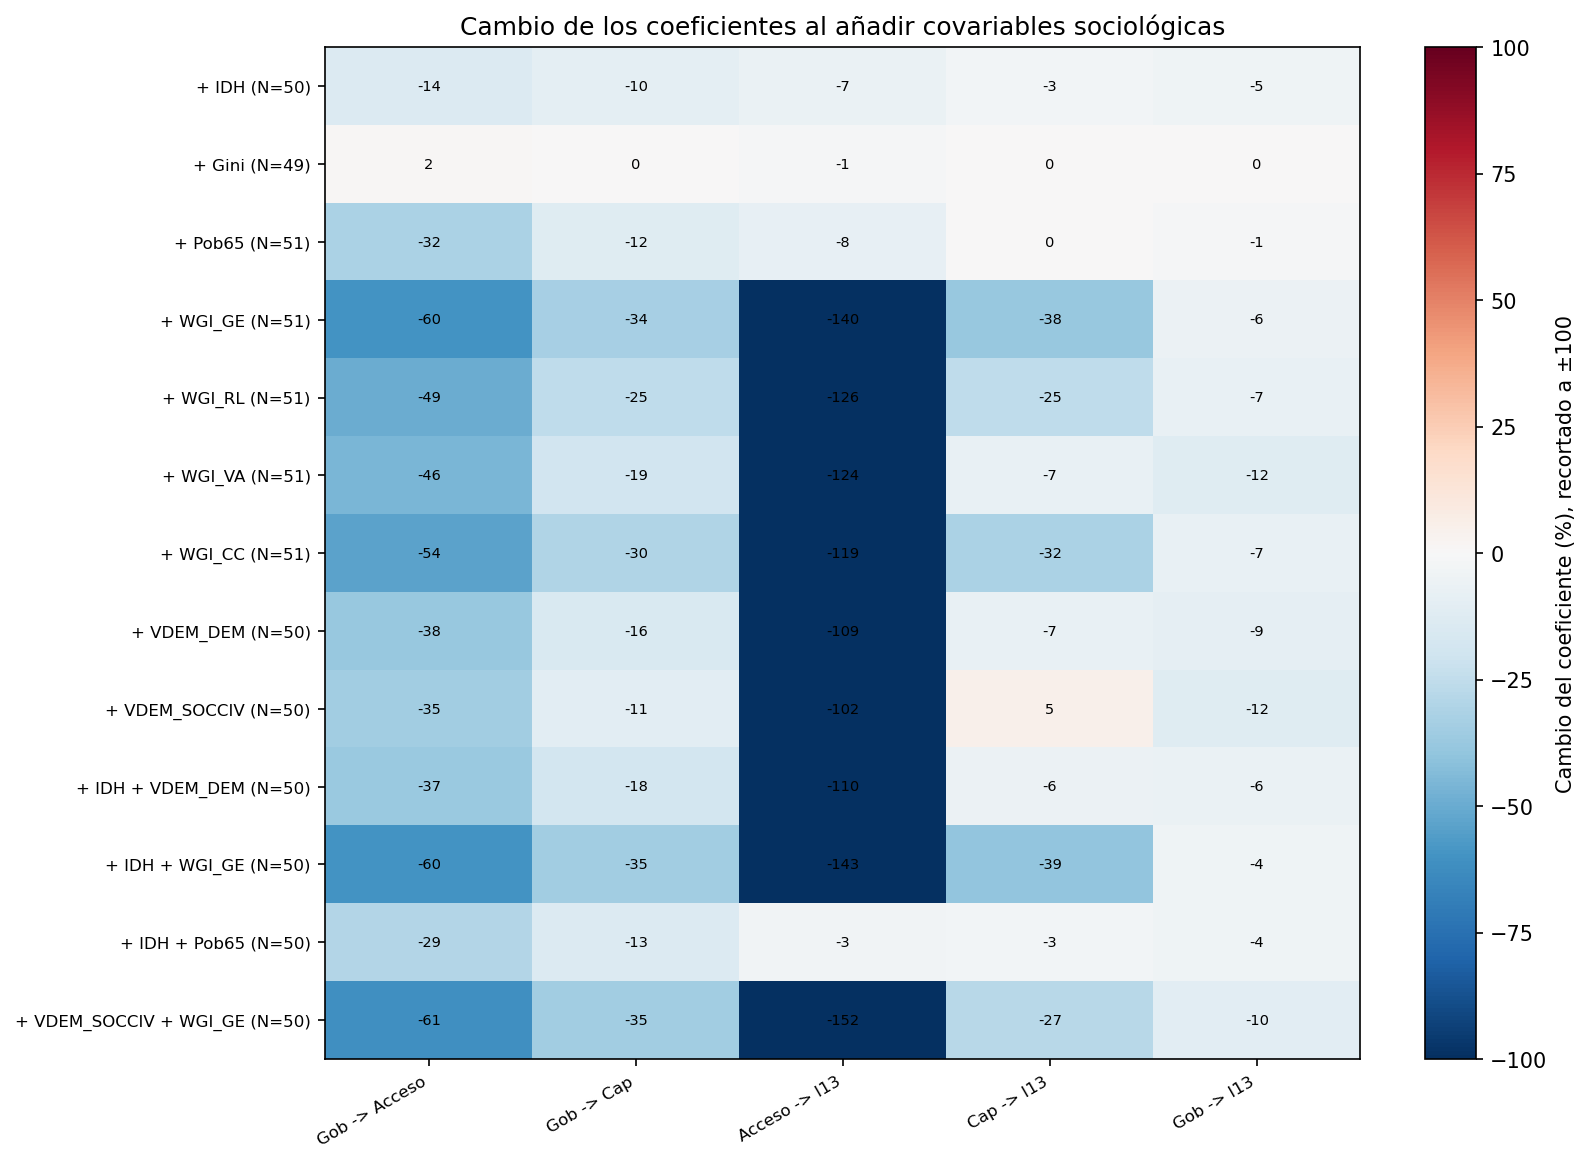 Cambio de los coeficientes al añadir covariables sociológicas
+ IDH (N=50) -14 -10 -7 -3 -5
+ Gini (N=49) 2 0 -1 0 0
+ Pob65 (N=51) -32 -12 -8 0 -1
+ WGI_GE (N=51) -60 -34 -140 -38 -6
+ WGI_RL (N=51) -49 -25 -126 -25 -7
+ WGI_VA (N=51) -46 -19 -124 -7 -12
+ WGI_CC (N=51) -54 -30 -119 -32 -7
+ VDEM_DEM (N=50) -38 -16 -109 -7 -9
+ VDEM_SOCCIV (N=50) -35 -11 -102 5 -12
+ IDH + VDEM_DEM (N=50) -37 -18 -110 -6 -6
+ IDH + WGI_GE (N=50) -60 -35 -143 -39 -4
+ IDH + Pob65 (N=50) -29 -13 -3 -3 -4
+ VDEM_SOCCIV + WGI_GE (N=50) -61 -35 -152 -27 -10
Gob -> Acceso
Gob -> Cap
Acceso -> I13
Cap -> I13
Gob -> I13
100
75
50
25
0
−25
−50
−75
−100
Cambio del coeficiente (%), recortado a ±100